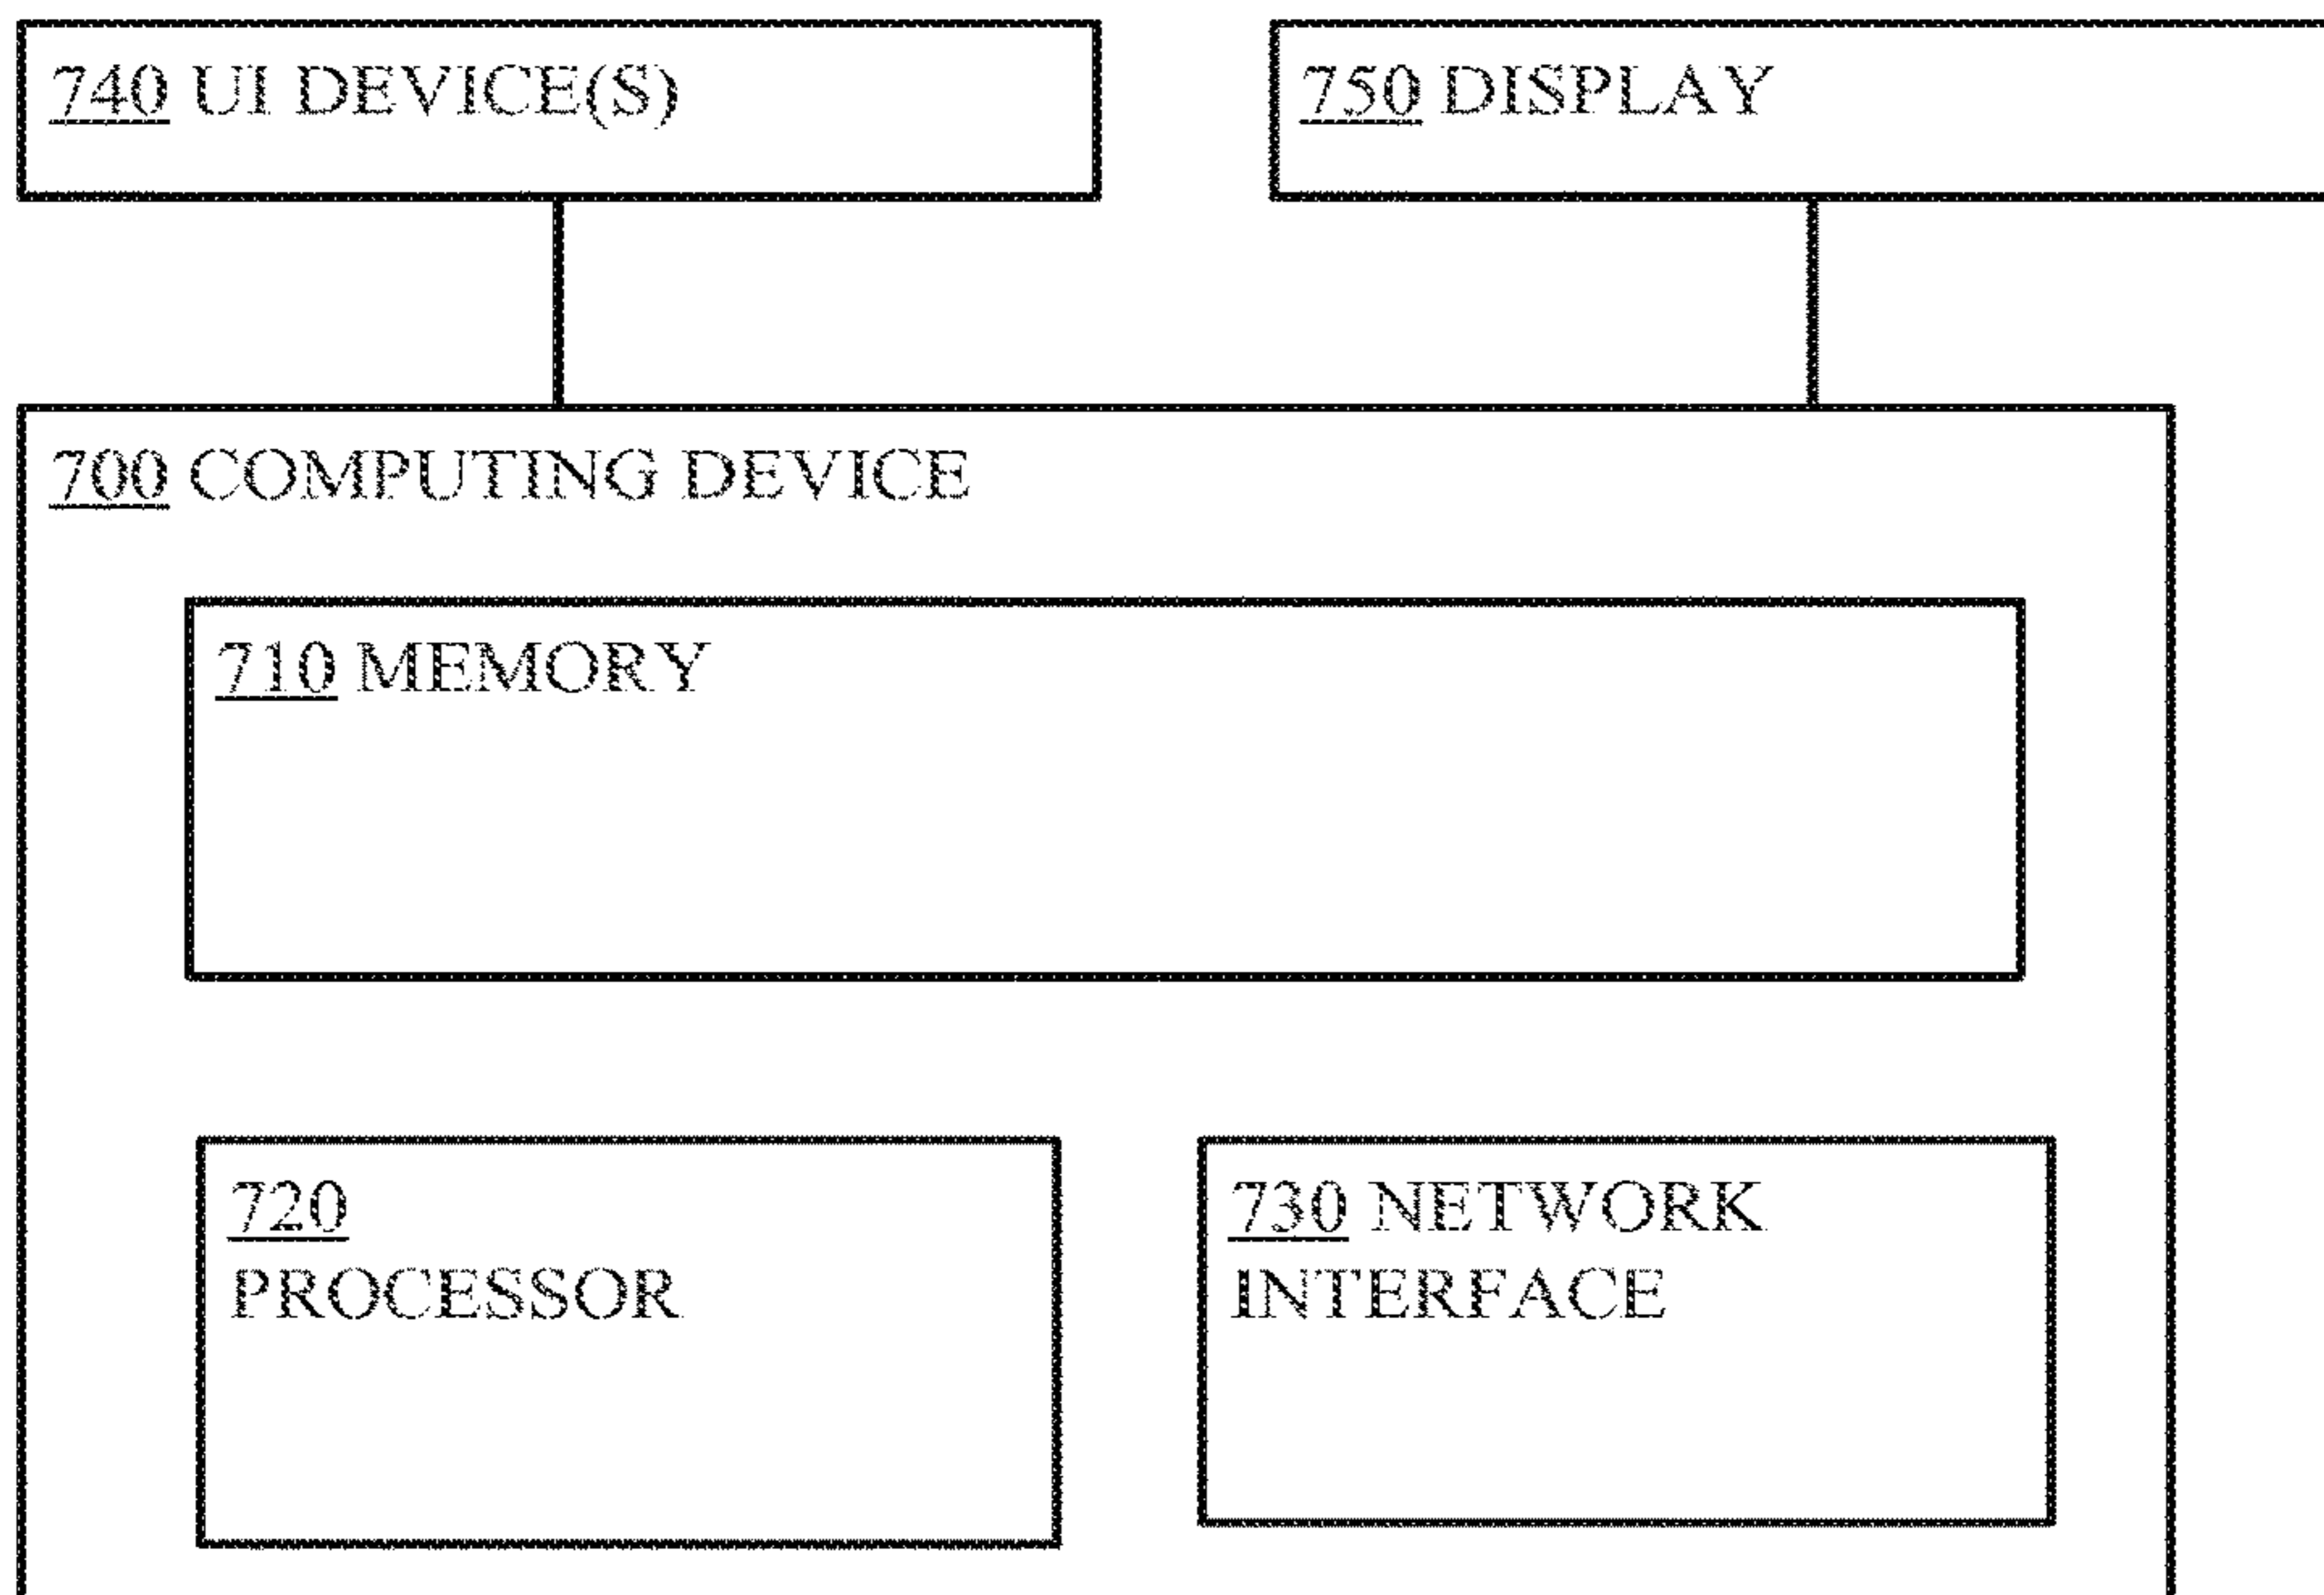 740 UI DEVICE(S)
750 DISPLAY
700 COMPUTING DEVICE
710 MEMORY
720
PROCESSOR
730 NETWORK
INTERFACE